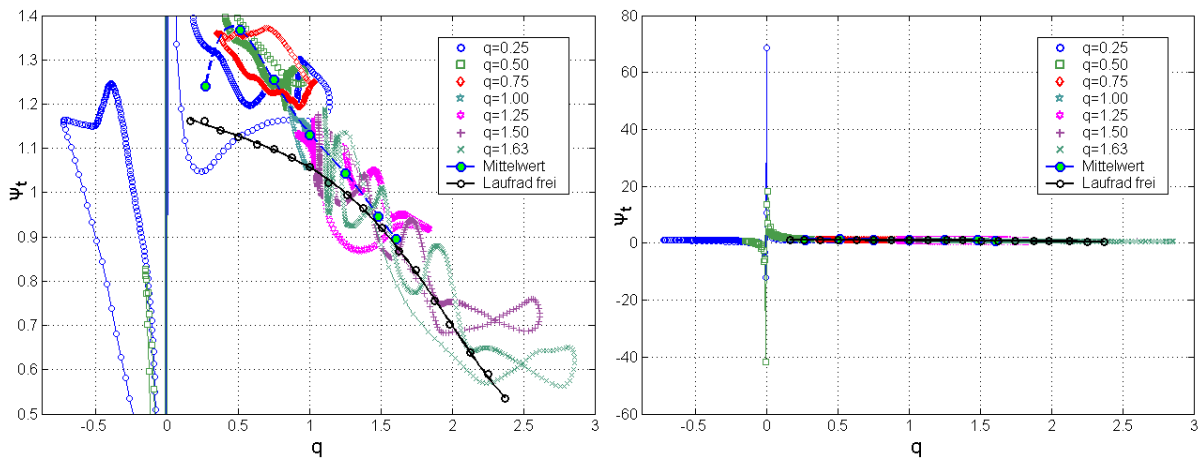 1.4
1.3
1.2
1.1
1
0.9
0.8
0.7
0.6
0.5
Ψt
-0.5 0 0.5 1 1.5 2 2.5 3
q
q=0.25
q=0.50
q=0.75
q=1.00
q=1.25
q=1.50
q=1.63
Mittelwert
Laufrad frei
80
60
40
20
0
-20
-40
-60
Ψt
-1 -0.5 0 0.5 1 1.5 2 2.5 3
q
q=0.25
q=0.50
q=0.75
q=1.00
q=1.25
q=1.50
q=1.63
Mittelwert
Laufrad frei